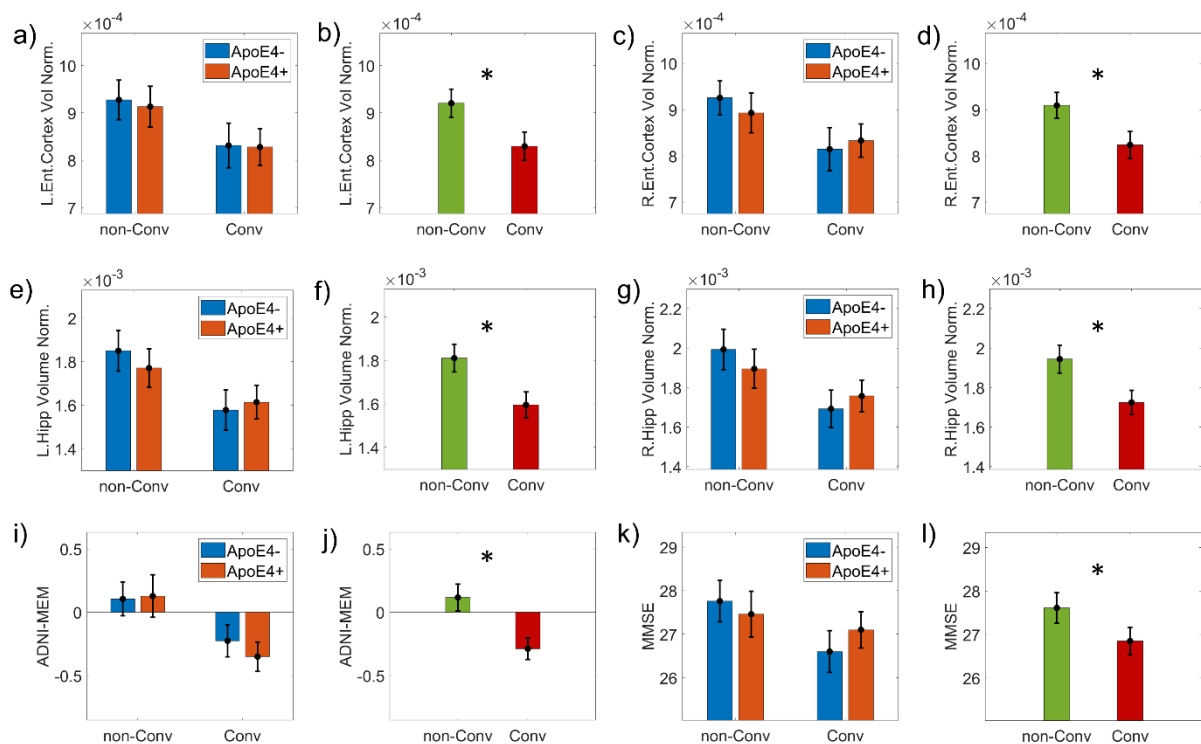 a)
×10⁻⁴
L.Ent.Cortex Vol Norm.
10
9
8
7
ApoE4-
ApoE4+
non-Conv
Conv
b)
×10⁻⁴
L.Ent.Cortex Vol Norm.
10
9
8
7
*
non-Conv
Conv
c)
×10⁻⁴
R.Ent.Cortex Vol Norm.
10
9
8
7
ApoE4-
ApoE4+
non-Conv
Conv
d)
×10⁻⁴
R.Ent.Cortex Vol Norm.
10
9
8
7
*
non-Conv
Conv
e)
×10⁻³
L.Hipp Volume Norm.
2
1.8
1.6
1.4
ApoE4-
ApoE4+
non-Conv
Conv
f)
×10⁻³
L.Hipp Volume Norm.
2
1.8
1.6
1.4
*
non-Conv
Conv
g)
×10⁻³
R.Hipp Volume Norm.
2.2
2
1.8
1.6
1.4
ApoE4-
ApoE4+
non-Conv
Conv
h)
×10⁻³
R.Hipp Volume Norm.
2.2
2
1.8
1.6
1.4
*
non-Conv
Conv
i)
ADNI-MEM
0.5
0
-0.5
ApoE4-
ApoE4+
non-Conv
Conv
j)
ADNI-MEM
0.5
0
-0.5
*
non-Conv
Conv
k)
MMSE
29
28
27
26
ApoE4-
ApoE4+
non-Conv
Conv
l)
MMSE
29
28
27
26
*
non-Conv
Conv